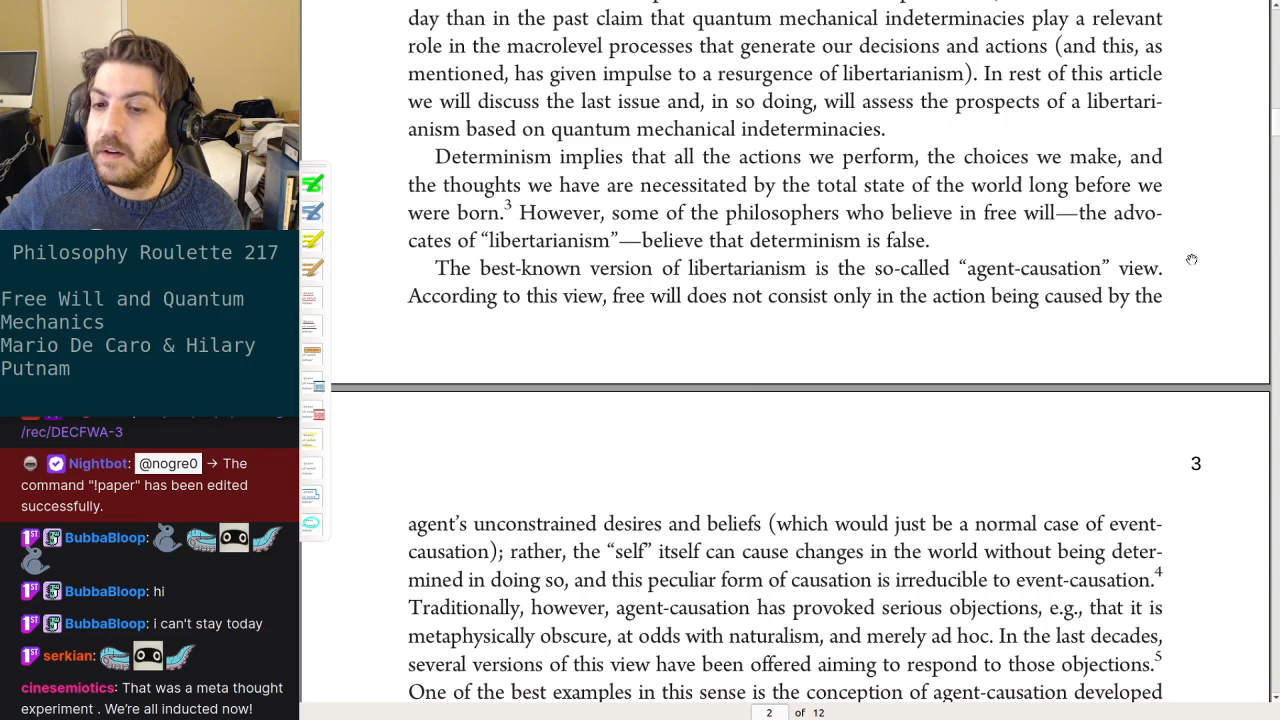 day than in the past claim that quantum mechanical indeterminacies play a relevant
role in the macrolevel processes that generate our decisions and actions (and this, as
mentioned, has given impulse to a resurgence of libertarianism). In rest of this article
we will discuss the last issue and, in so doing, will assess the prospects of a libertari-
anism based on quantum mechanical indeterminacies.
Determinism implies that all the actions we perform, the choices we make, and
the thoughts we have are necessitated by the total state of the world long before we
were born.3 However, some of the philosophers who believe in free will—the advo-
cates of “libertarianism”—believe that determinism is false.
The best-known version of libertarianism is the so-called “agent-causation” view.
According to this view, free will does not consist only in the action being caused by the
3
agent’s unconstrained desires and beliefs (which would just be a normal case of event-
causation); rather, the “self” itself can cause changes in the world without being deter-
mined in doing so, and this peculiar form of causation is irreducible to event-causation.4
Traditionally, however, agent-causation has provoked serious objections, e.g., that it is
metaphysically obscure, at odds with naturalism, and merely ad hoc. In the last decades,
several versions of this view have been offered aiming to respond to those objections.5
One of the best examples in this sense is the conception of agent-causation developed
2 of 12
Philosophy Roulette 217
Free Will and Quantum
Mechanics
Mario De Caro & Hilary
Putnam
/rec/DECFWA-3
Nightbot: @nogre0 → The
command "!paper" has been edited
successfully.
1ST BubbaBloop:
1ST BubbaBloop: hi
1ST BubbaBloop: i can't stay today
1ST serkian:
cinesemiotics: That was a meta thought
experiment . We're all inducted now!